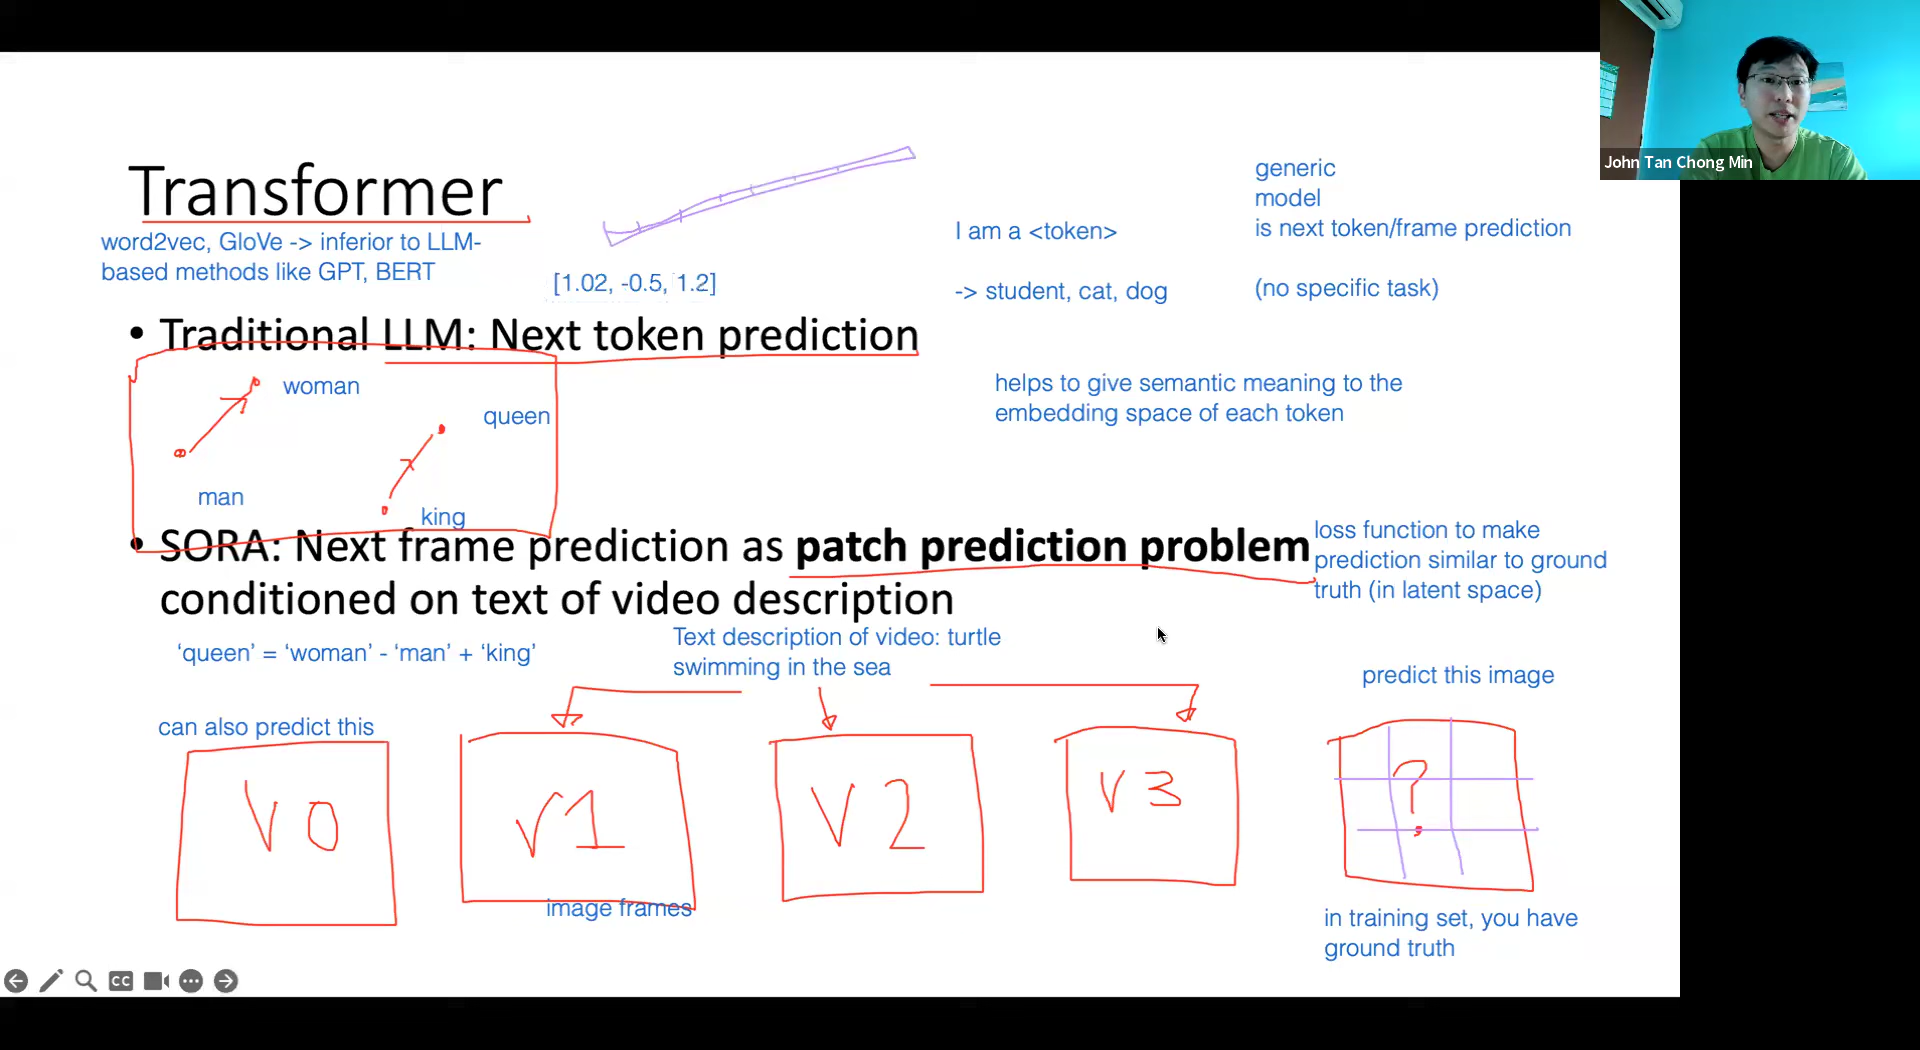 John Tan Chong Min
Transformer
word2vec, GloVe -> inferior to LLM-
based methods like GPT, BERT
[1.02, -0.5, 1.2]
I am a <token>
-> student, cat, dog
generic
model
is next token/frame prediction
(no specific task)
• Traditional LLM: Next token prediction
woman
queen
man
king
helps to give semantic meaning to the
embedding space of each token
• SORA: Next frame prediction as patch prediction problem
conditioned on text of video description
loss function to make
prediction similar to ground
truth (in latent space)
‘queen’ = ‘woman’ - ‘man’ + ‘king’
Text description of video: turtle
swimming in the sea
predict this image
can also predict this
V0
V1
V2
V3
?
image frames
in training set, you have
ground truth
CC